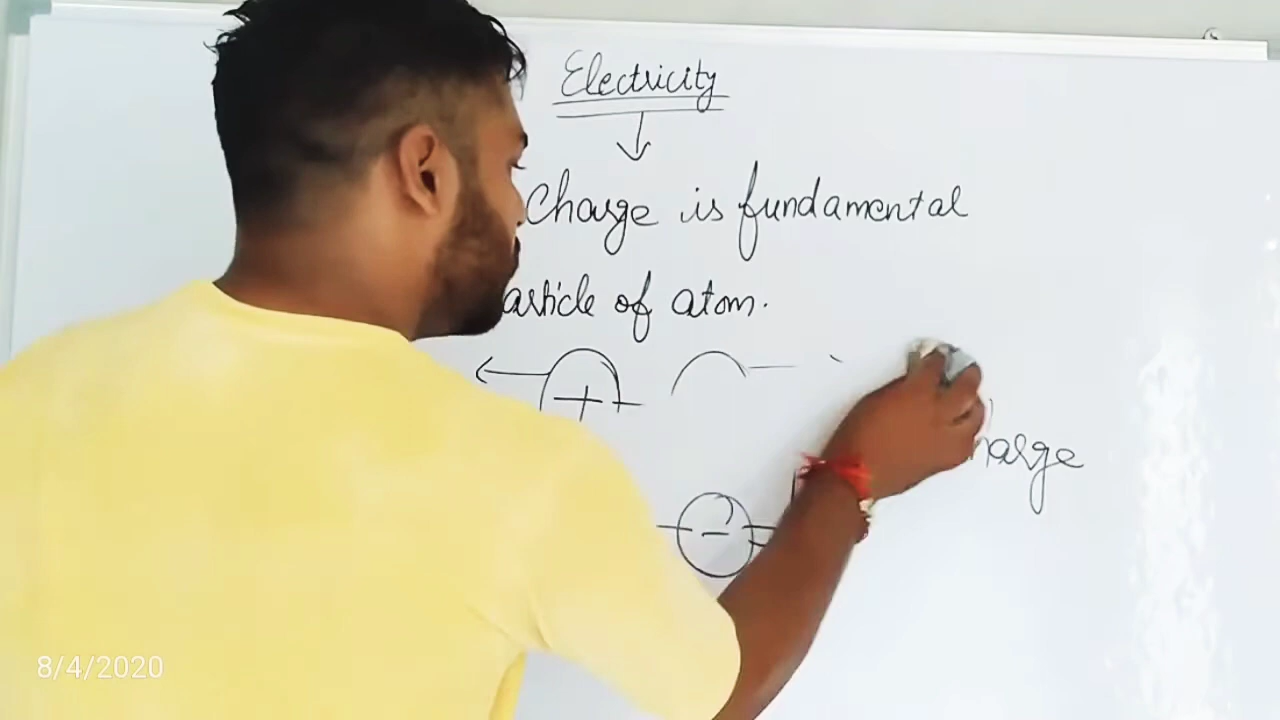 Electricity
Charge is fundamental
article of atom.
+
harge
-
8/4/2020